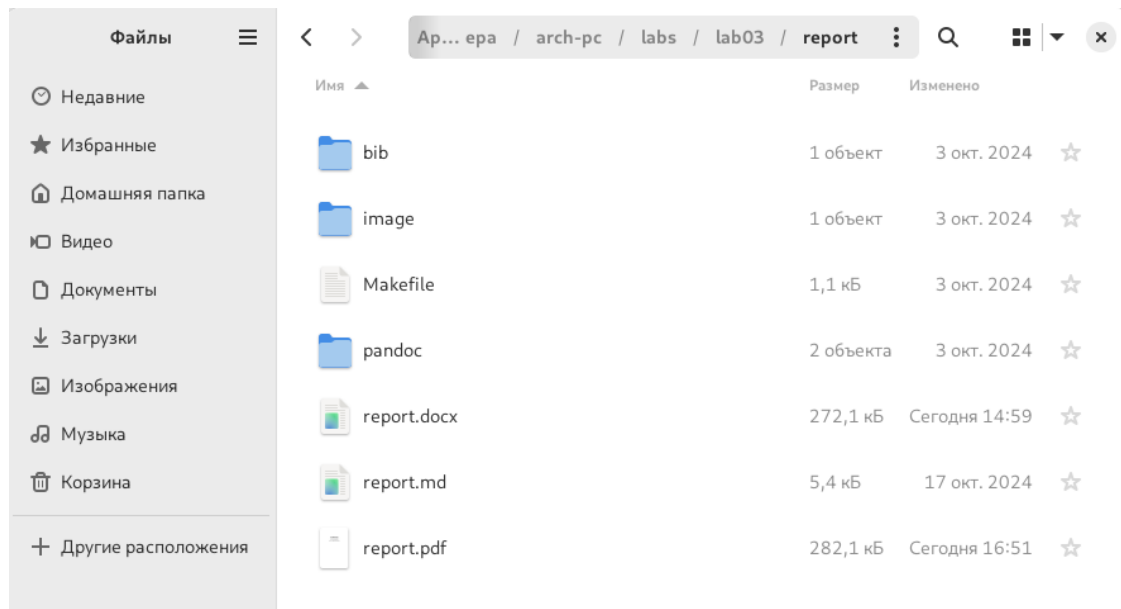 Файлы
Ар... ера / arch-pc / labs / lab03 / report
Недавние
Избранные
Домашняя папка
Видео
Документы
Загрузки
Изображения
Музыка
Корзина
Другие расположения
Имя Размер Изменено
bib 1 объект 3 окт. 2024
image 1 объект 3 окт. 2024
Makefile 1,1 кБ 3 окт. 2024
pandoc 2 объекта 3 окт. 2024
report.docx 272,1 кБ Сегодня 14:59
report.md 5,4 кБ 17 окт. 2024
report.pdf 282,1 кБ Сегодня 16:51